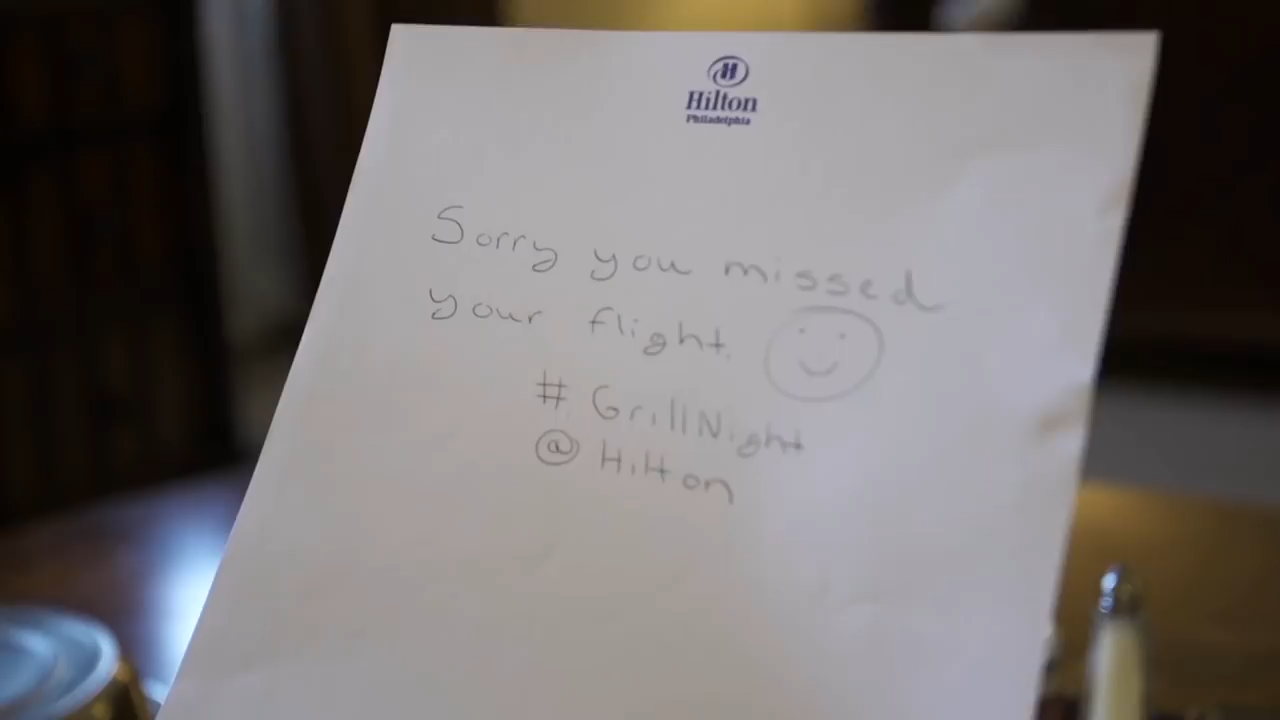 Hilton
Philadelphia
Sorry you missed
your flight.
# GrillNight
@ Hilton